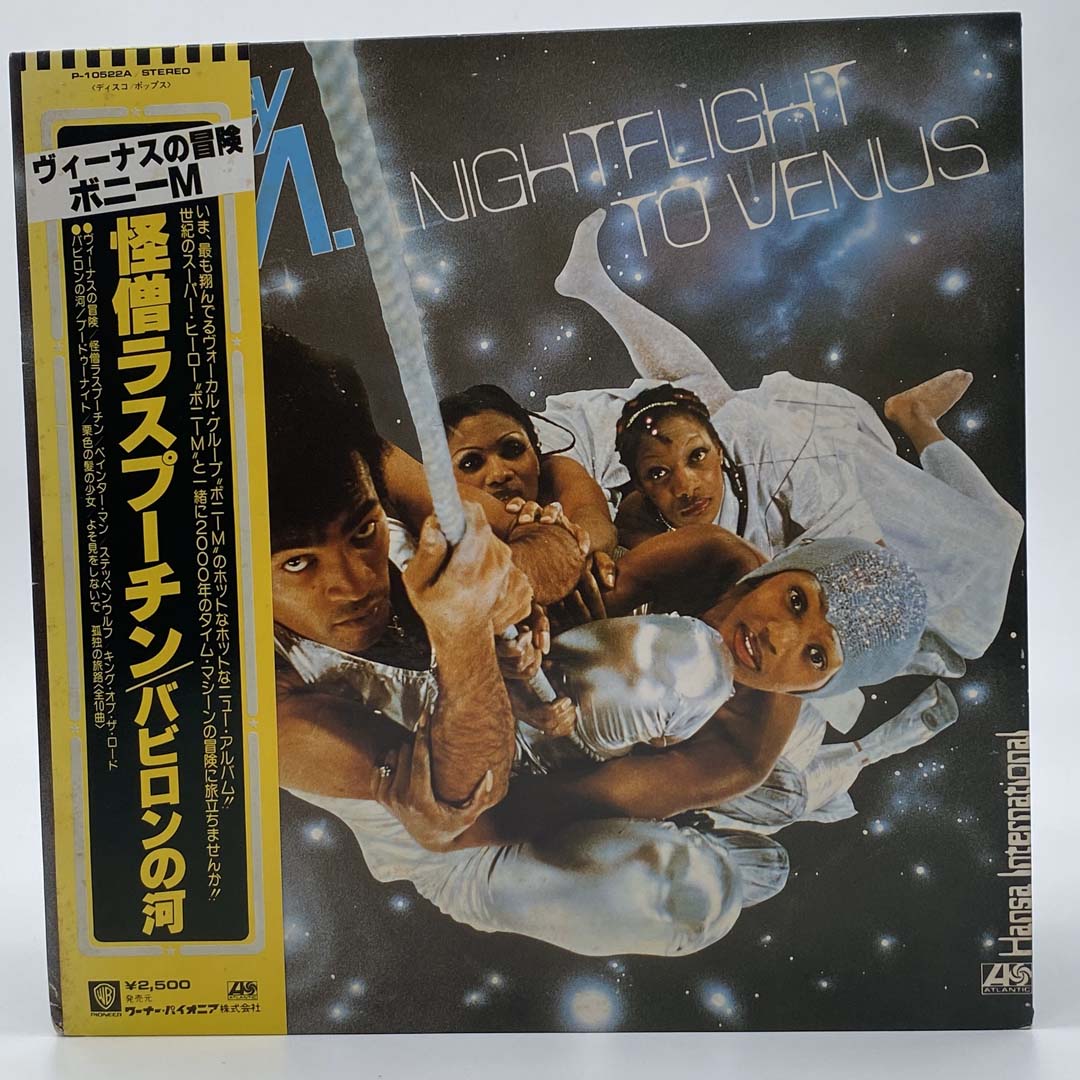 P-10522A/STEREO
〈ディスコ/ポップス〉
ヴィーナスの冒険
ボニーM
いま、最も翔んでるヴォーカル・グループ“ボニーM”のホットなホットなニュー・アルバム!!
世紀のスーパー・ヒーロー“ボニーM”と一緒に2000年のタイム・マシーンの冒険に旅立ちませんか!!
怪僧ラスプーチン/バビロンの河
●ヴィーナスの冒険/怪僧ラスプーチン/ペインター・マン/ステッペンウルフ キング・オブ・ザ・ロード
●バビロンの河/ブードゥーナイト/栗色の髪の少女/よそ見をしないで 孤独の旅路〈全10曲〉
WB
PIONEER
¥2,500
発売元
ワーナー・パイオニア株式会社
ATLANTIC
y
M.
NIGHTFLIGHT
TO VENUS
Hansa International
ATLANTIC